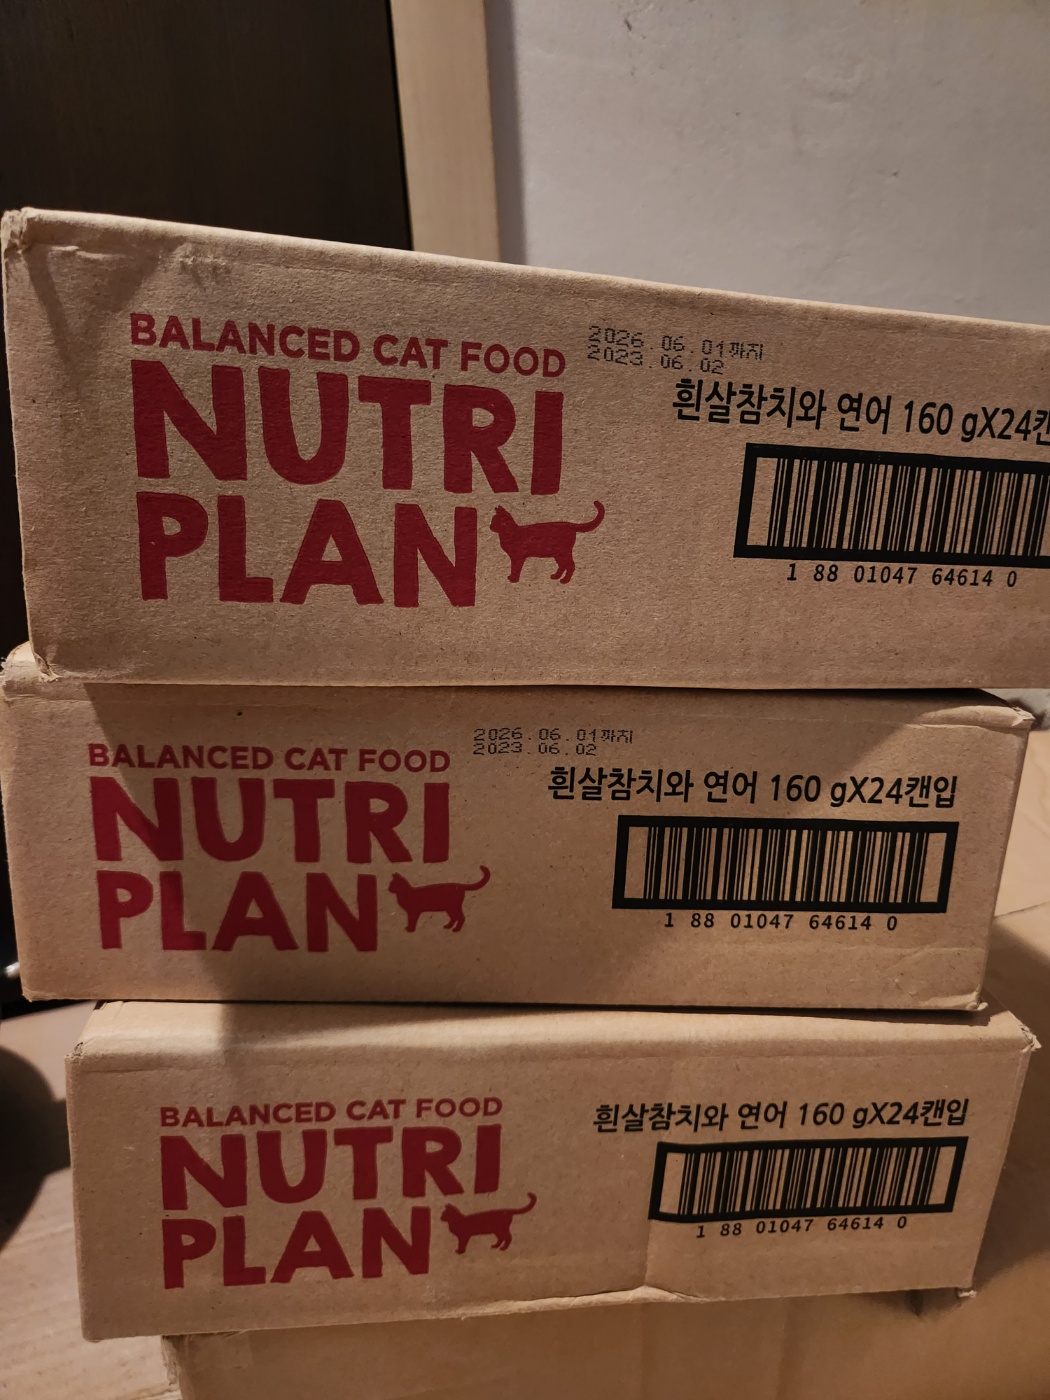 BALANCED CAT FOOD
NUTRI
PLAN
2026.06.01까지
2023.06.02
흰살참치와 연어 160 gX24캔
1 88 01047 64614 0
BALANCED CAT FOOD
NUTRI
PLAN
2026.06.01까지
2023.06.02
흰살참치와 연어 160 gX24캔입
1 88 01047 64614 0
BALANCED CAT FOOD
NUTRI
PLAN
흰살참치와 연어 160 gX24캔입
1 88 01047 64614 0